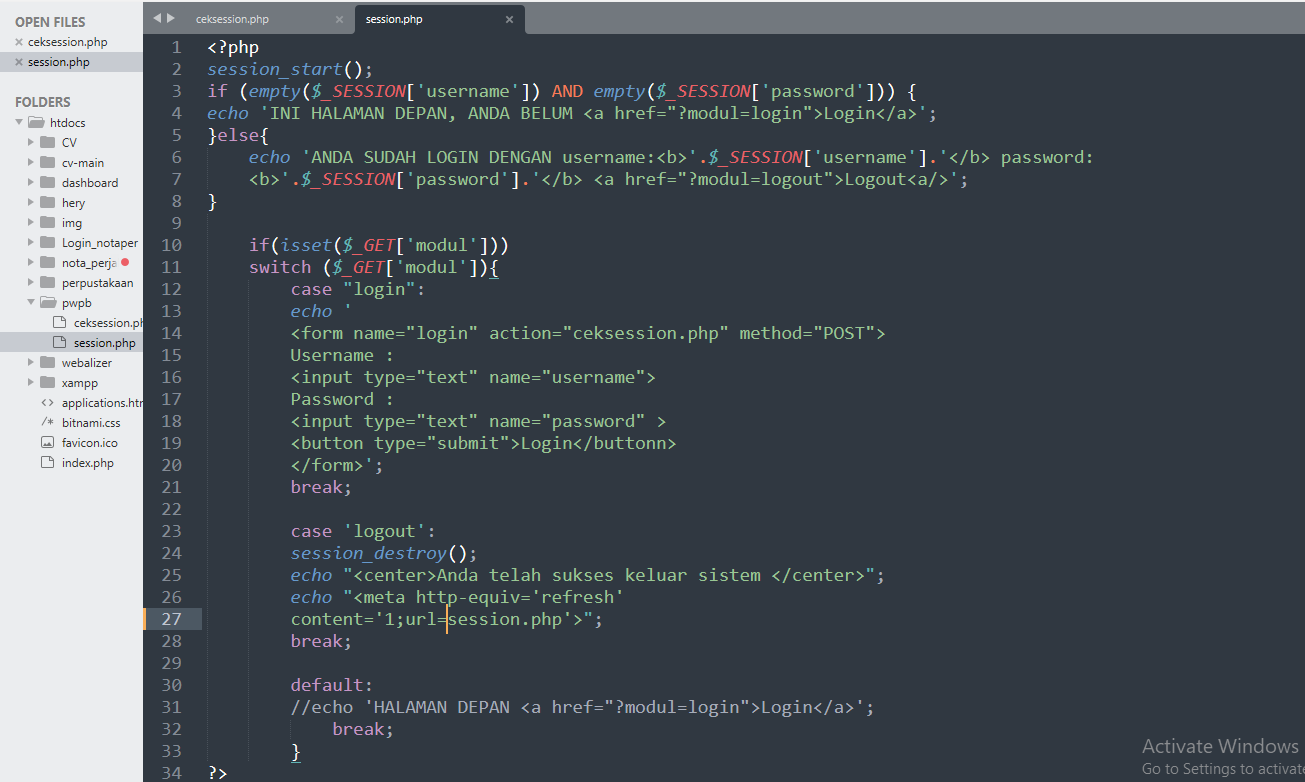 OPEN FILES
ceksession.php
session.php
FOLDERS
htdocs
CV
cv-main
dashboard
hery
img
Login_notaper
nota_perja
perpustakaan
pwpb
ceksession.ph
session.php
webalizer
xampp
applications.htr
bitnami.css
favicon.ico
index.php
ceksession.php
session.php
1 <?php
2 session_start();
3 if (empty($_SESSION['username']) AND empty($_SESSION['password'])) {
4 echo 'INI HALAMAN DEPAN, ANDA BELUM <a href="?modul=login">Login</a>';
5 }else{
6     echo 'ANDA SUDAH LOGIN DENGAN username:<b>'.$_SESSION['username'].'</b> password:
7     <b>'.$_SESSION['password'].'</b> <a href="?modul=logout">Logout<a/>';
8 }
9
10     if(isset($_GET['modul']))
11     switch ($_GET['modul']){
12         case "login":
13         echo '
14         <form name="login" action="ceksession.php" method="POST">
15         Username :
16         <input type="text" name="username">
17         Password :
18         <input type="text" name="password" >
19         <button type="submit">Login</buttonn>
20         </form>';
21         break;
22
23         case 'logout':
24         session_destroy();
25         echo "<center>Anda telah sukses keluar sistem </center>";
26         echo "<meta http-equiv='refresh'
27         content='1;url=session.php'>";
28         break;
29
30         default:
31         //echo 'HALAMAN DEPAN <a href="?modul=login">Login</a>';
32             break;
33         }
34 ?>
Activate Windows
Go to Settings to activate